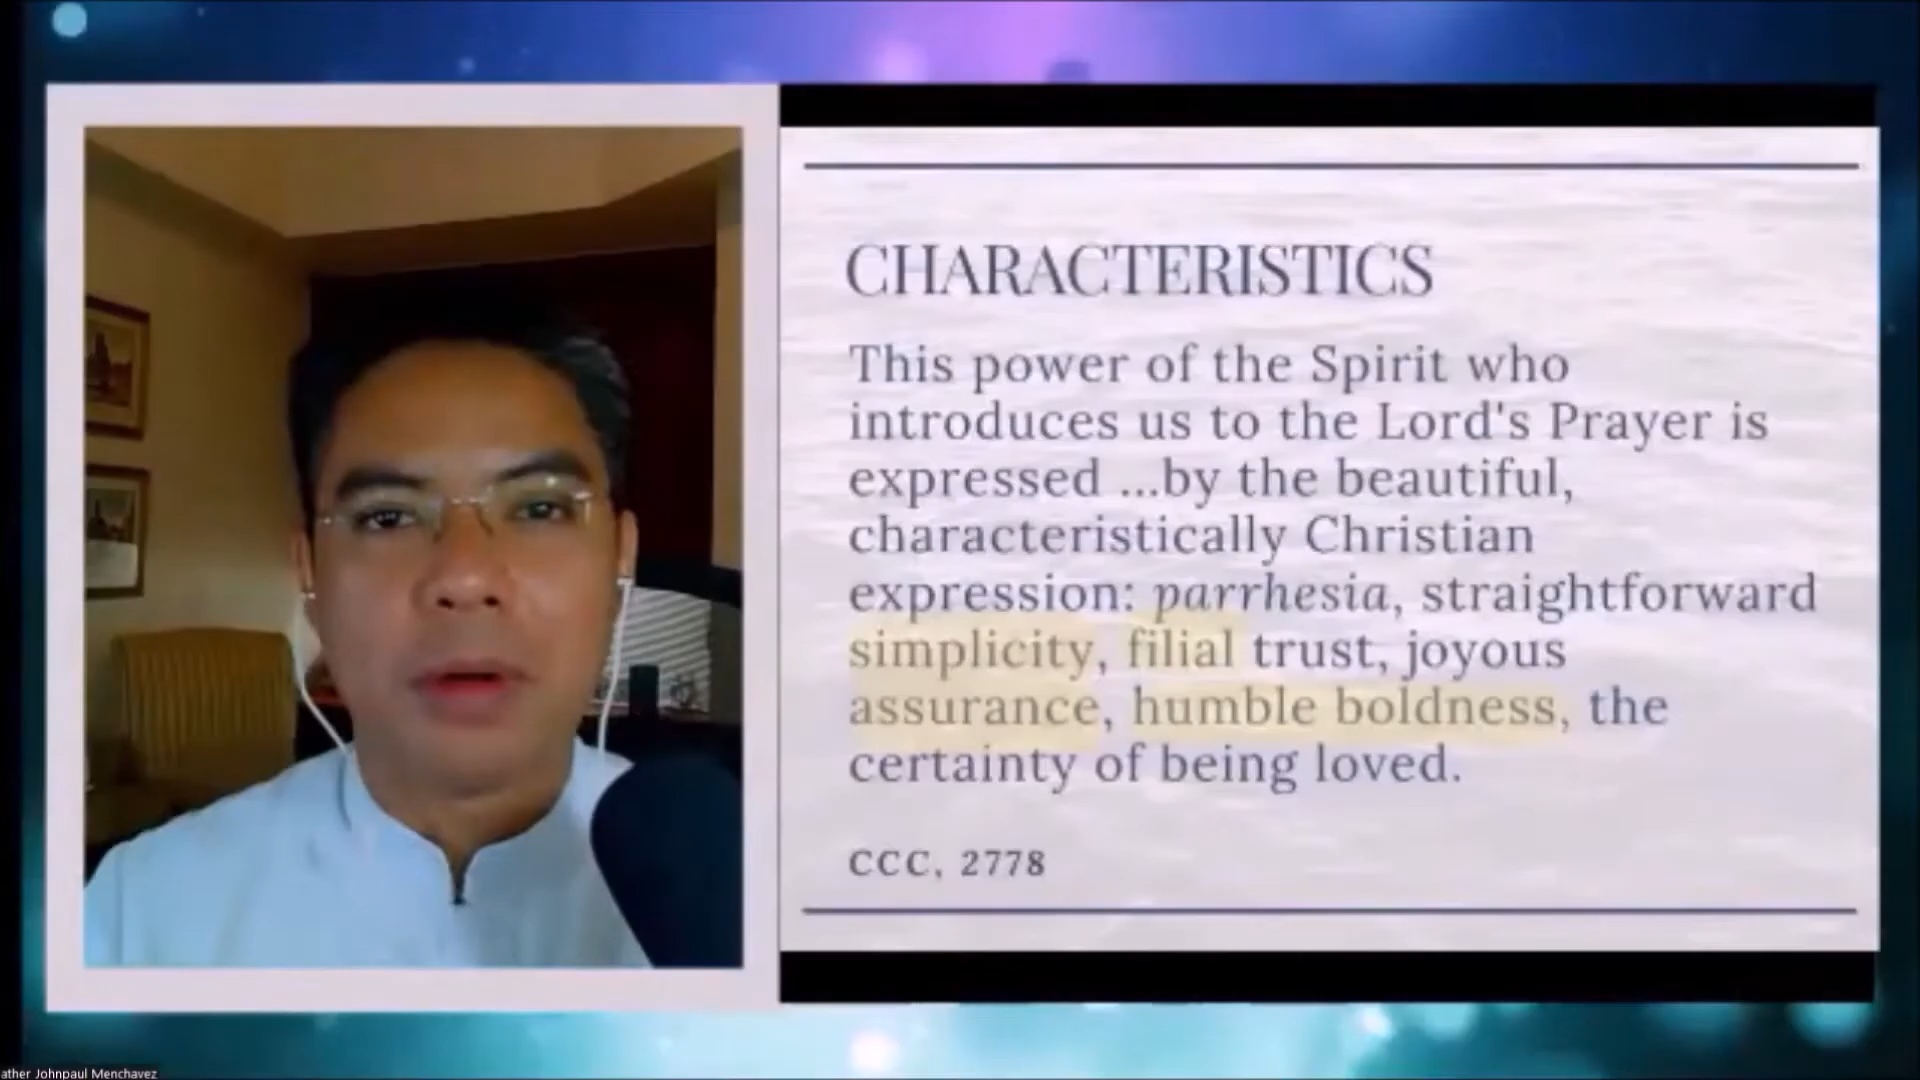 CHARACTERISTICS
This power of the Spirit who
introduces us to the Lord's Prayer is
expressed ...by the beautiful,
characteristically Christian
expression: parrhesia, straightforward
simplicity, filial trust, joyous
assurance, humble boldness, the
certainty of being loved.
CCC, 2778
ather Johnpaul Menchavez